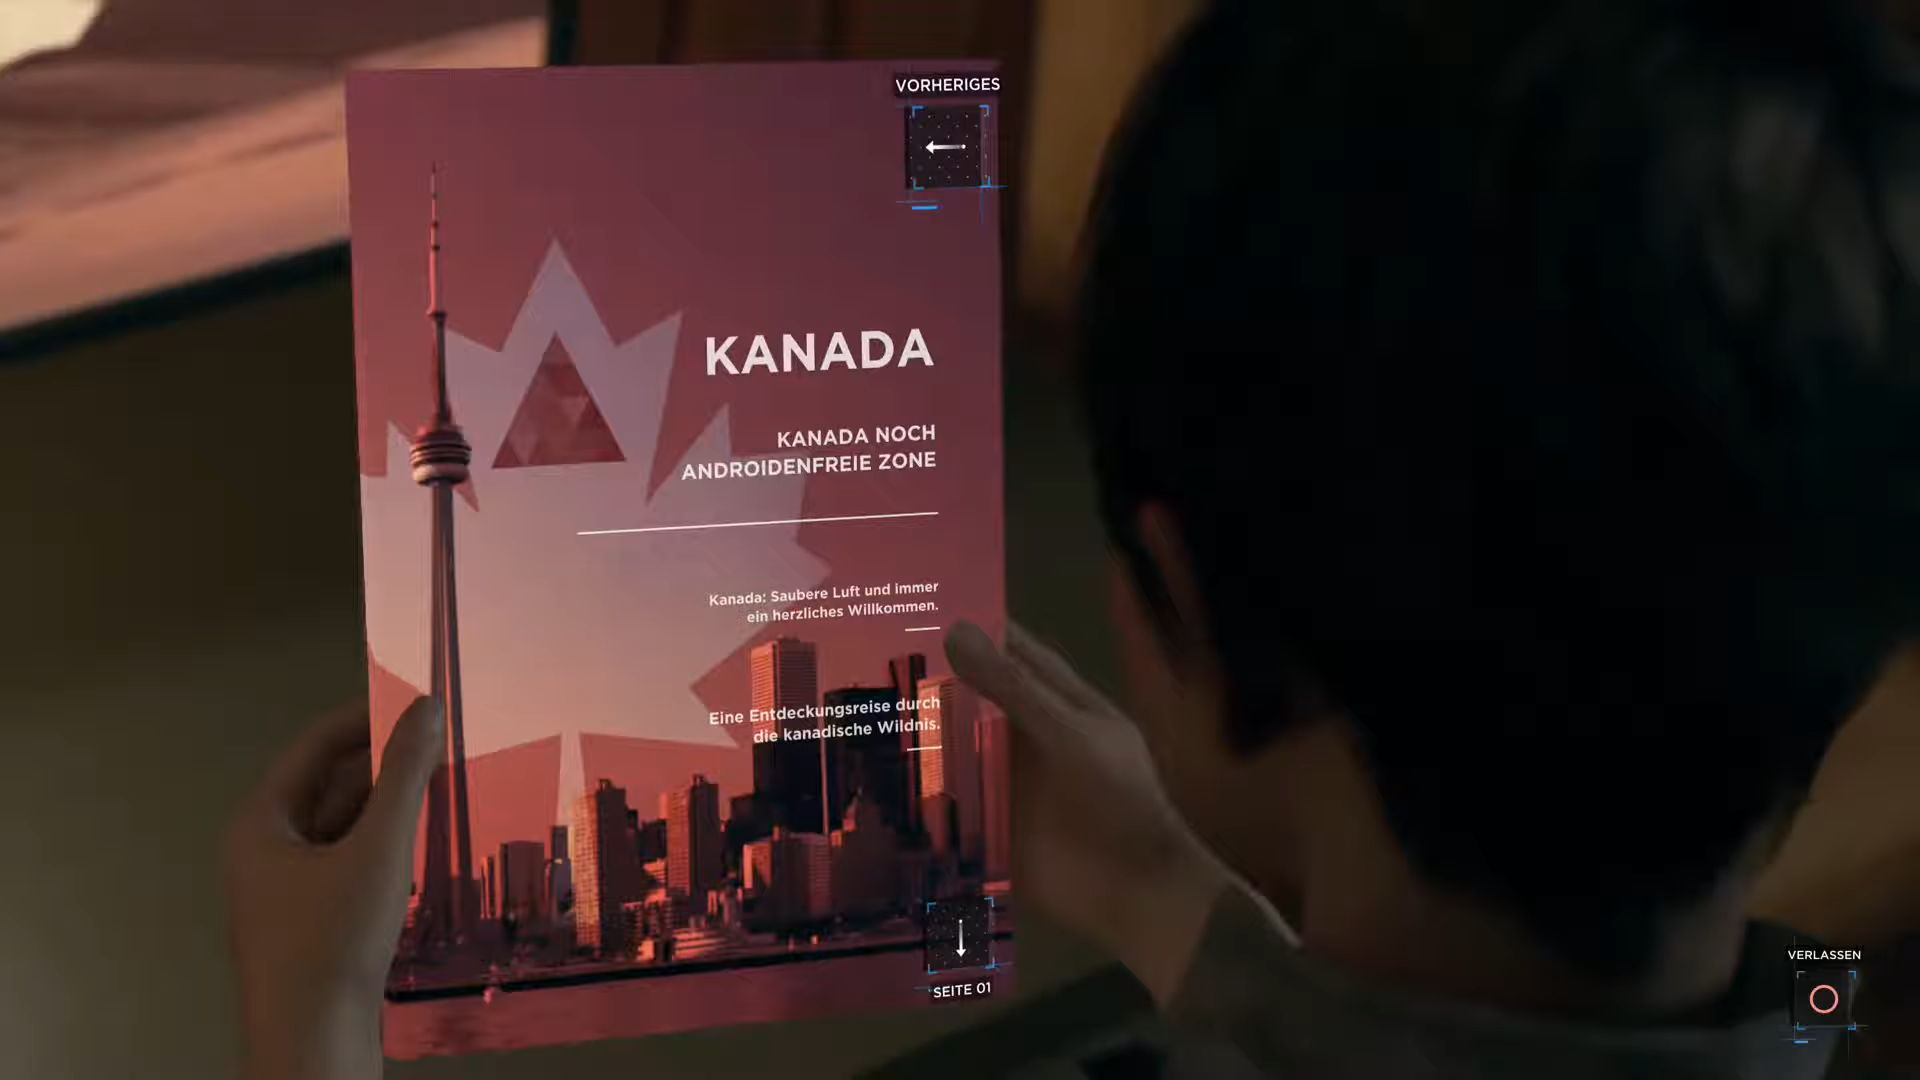 VORHERIGES
KANADA
KANADA NOCH
ANDROIDENFREIE ZONE
Kanada: Saubere Luft und immer
ein herzliches Willkommen.
Eine Entdeckungsreise durch
die kanadische Wildnis.
SEITE 01
VERLASSEN